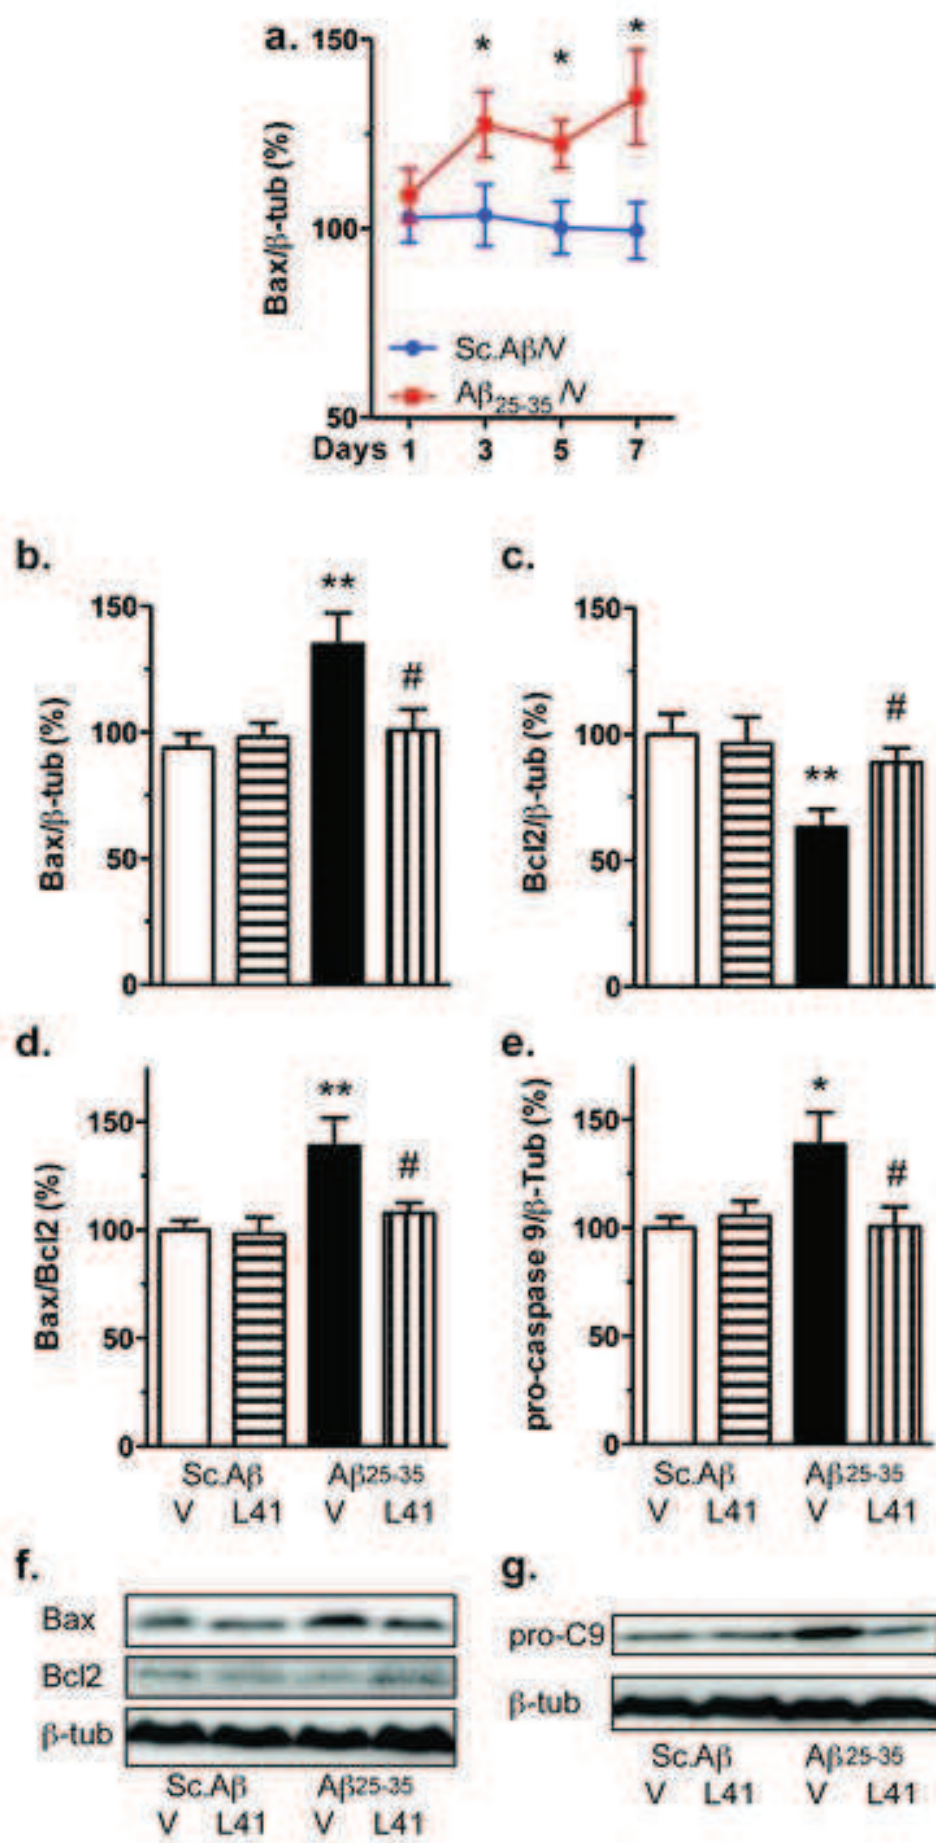 a.
150
* * *
Bax/β-tub (%)
100
Sc.Aβ/V
Aβ25-35 /V
50
Days 1 3 5 7
b.
150
**
#
Bax/β-tub (%)
100
50
0
c.
150
#
**
Bcl2/β-tub (%)
100
50
0
d.
150
**
#
Bax/Bcl2 (%)
100
50
0
Sc.Aβ Aβ25-35
V L41 V L41
e.
150
*
#
pro-caspase 9/β-Tub (%)
100
50
0
Sc.Aβ Aβ25-35
V L41 V L41
f.
Bax
Bcl2
β-tub
Sc.Aβ Aβ25-35
V L41 V L41
g.
pro-C9
β-tub
Sc.Aβ Aβ25-35
V L41 V L41